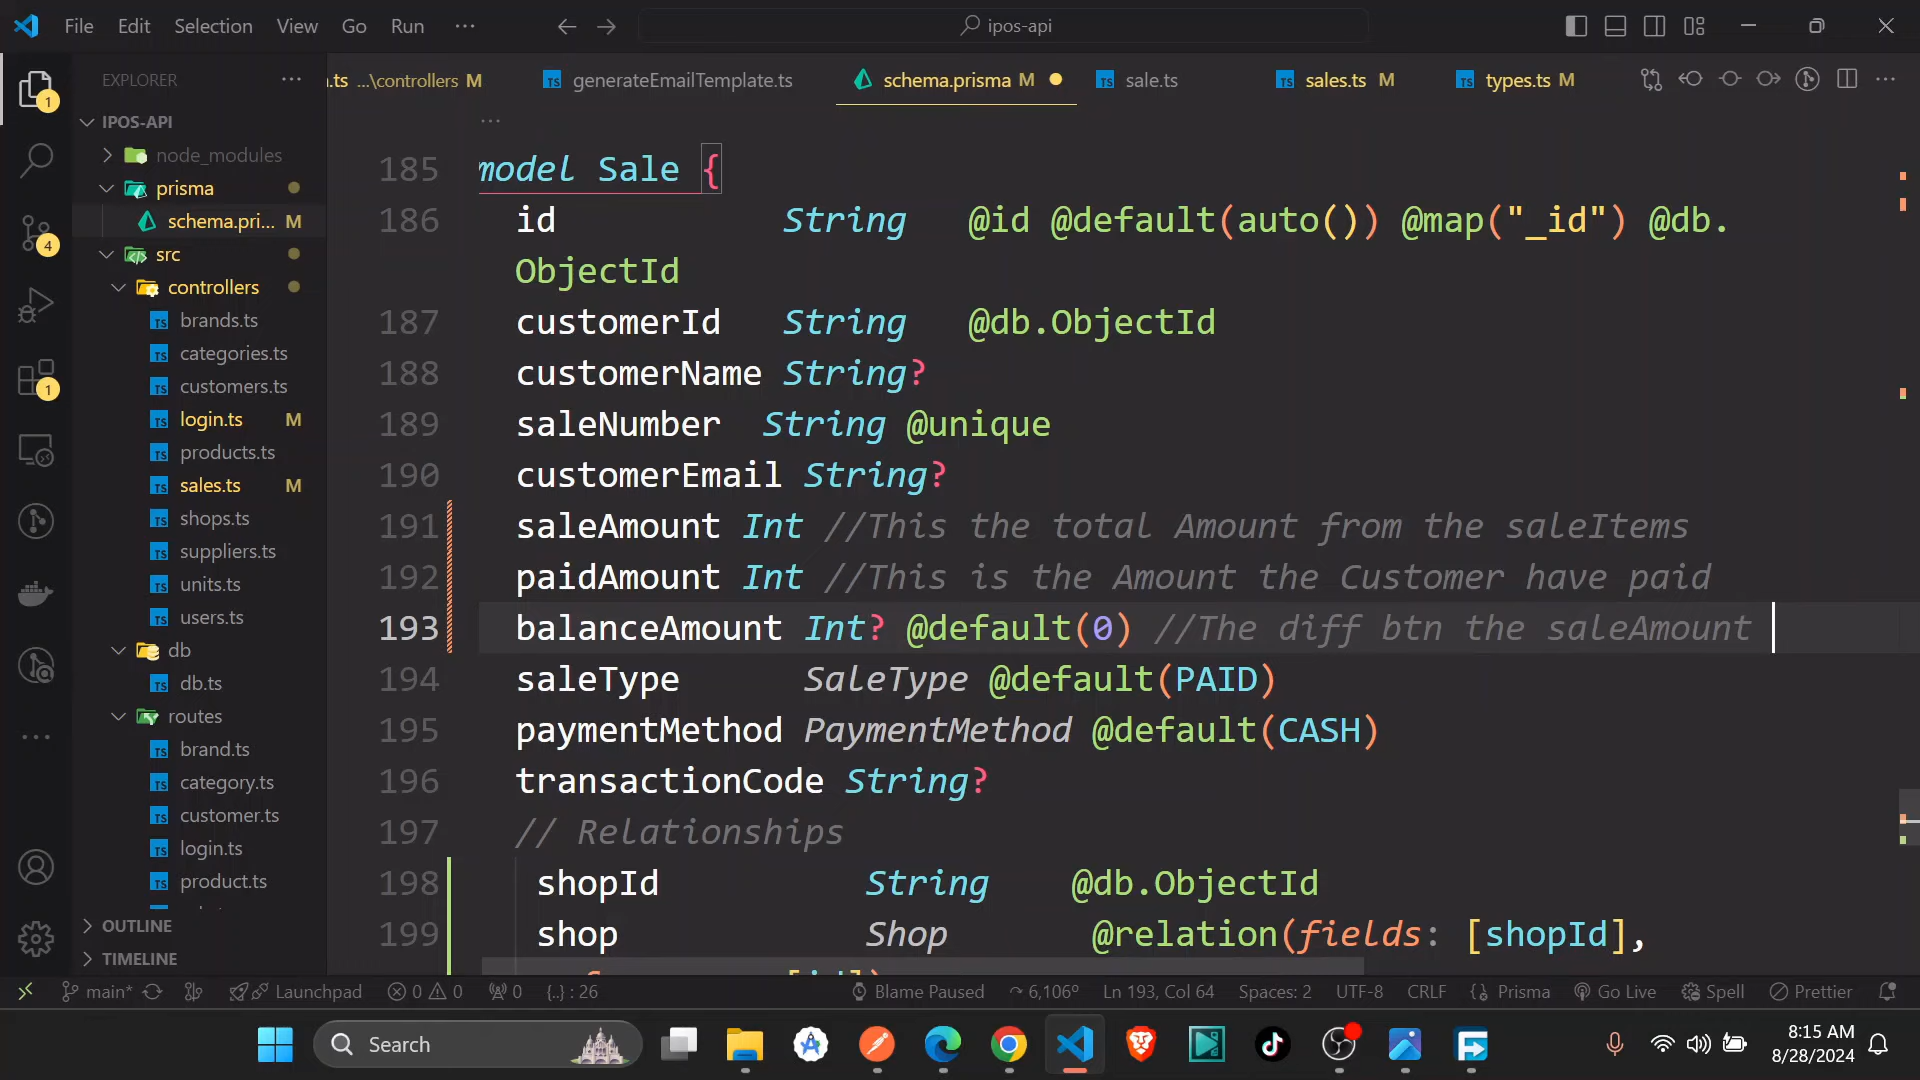 File Edit Selection View Go Run ···
ipos-api
EXPLORER ···
.ts ...\controllers M
generateEmailTemplate.ts
schema.prisma M
sale.ts
sales.ts M
types.ts M
IPOS-API
node_modules
prisma
schema.pri... M
src
controllers
brands.ts
categories.ts
customers.ts
login.ts M
products.ts
sales.ts M
shops.ts
suppliers.ts
units.ts
users.ts
db
db.ts
routes
brand.ts
category.ts
customer.ts
login.ts
product.ts
OUTLINE
TIMELINE
1
4
1
...
185 model Sale {
186 id String @id @default(auto()) @map("_id") @db.
ObjectId
187 customerId String @db.ObjectId
188 customerName String?
189 saleNumber String @unique
190 customerEmail String?
191 saleAmount Int //This the total Amount from the saleItems
192 paidAmount Int //This is the Amount the Customer have paid
193 balanceAmount Int? @default(0) //The diff btn the saleAmount
194 saleType SaleType @default(PAID)
195 paymentMethod PaymentMethod @default(CASH)
196 transactionCode String?
197 // Relationships
198 shopId String @db.ObjectId
199 shop Shop @relation(fields: [shopId],
main* Launchpad 0 0 0 {..} : 26 Blame Paused 6,106º Ln 193, Col 64 Spaces: 2 UTF-8 CRLF Prisma Go Live Spell Prettier
Search
8:15 AM
8/28/2024